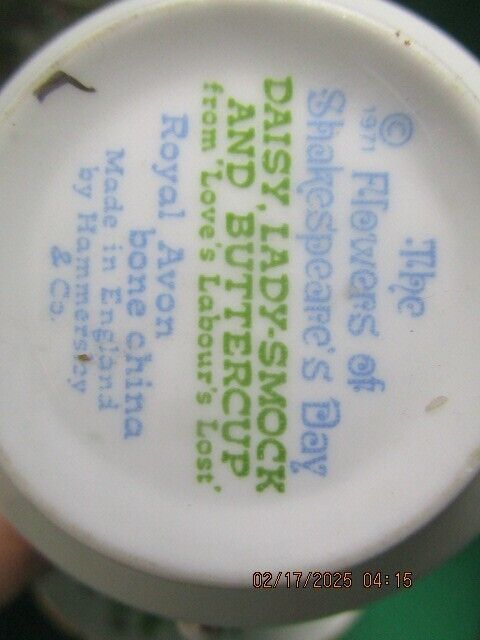 The
© Flowers of
1971
Shakespeare's Day
DAISY, LADY-SMOCK
AND BUTTERCUP
from 'Love's Labour's Lost'
Royal Avon
bone china
Made in England
by Hammersley
& Co.
02/17/2025 04:15